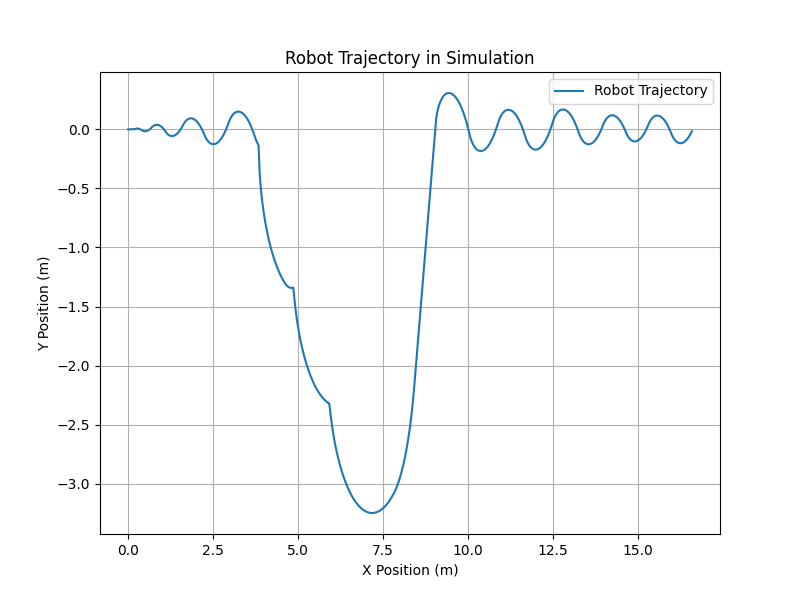 Robot Trajectory in Simulation
Robot Trajectory
0.0
−0.5
−1.0
−1.5
−2.0
−2.5
−3.0
Y Position (m)
0.0 2.5 5.0 7.5 10.0 12.5 15.0
X Position (m)